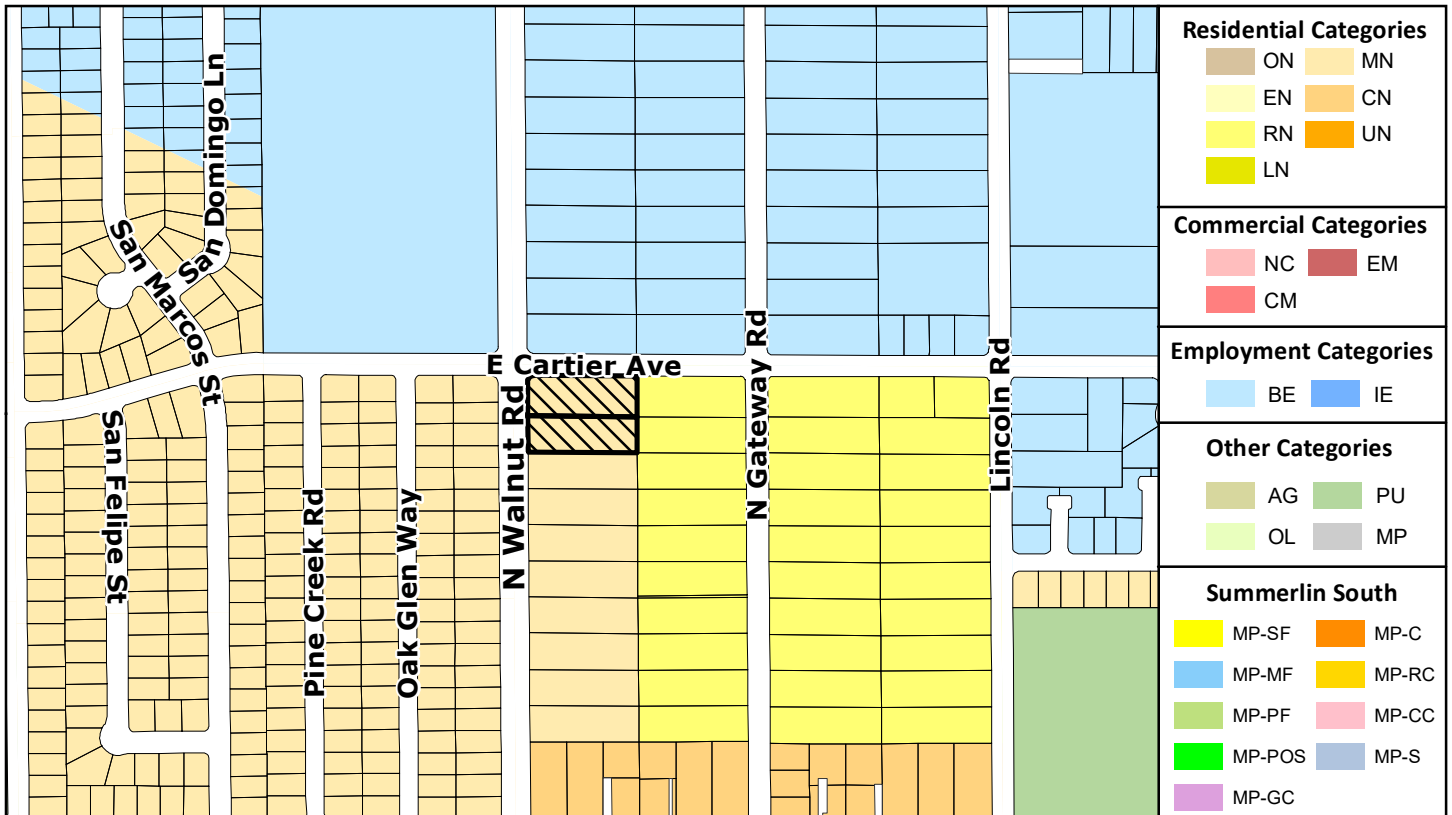 San Domingo Ln
San Marcos St
E Cartier Ave
San Felipe St
Pine Creek Rd
Oak Glen Way
N Walnut Rd
N Gateway Rd
Lincoln Rd
Residential Categories
ON MN
EN CN
RN UN
LN
Commercial Categories
NC EM
CM
Employment Categories
BE IE
Other Categories
AG PU
OL MP
Summerlin South
MP-SF MP-C
MP-MF MP-RC
MP-PF MP-CC
MP-POS MP-S
MP-GC